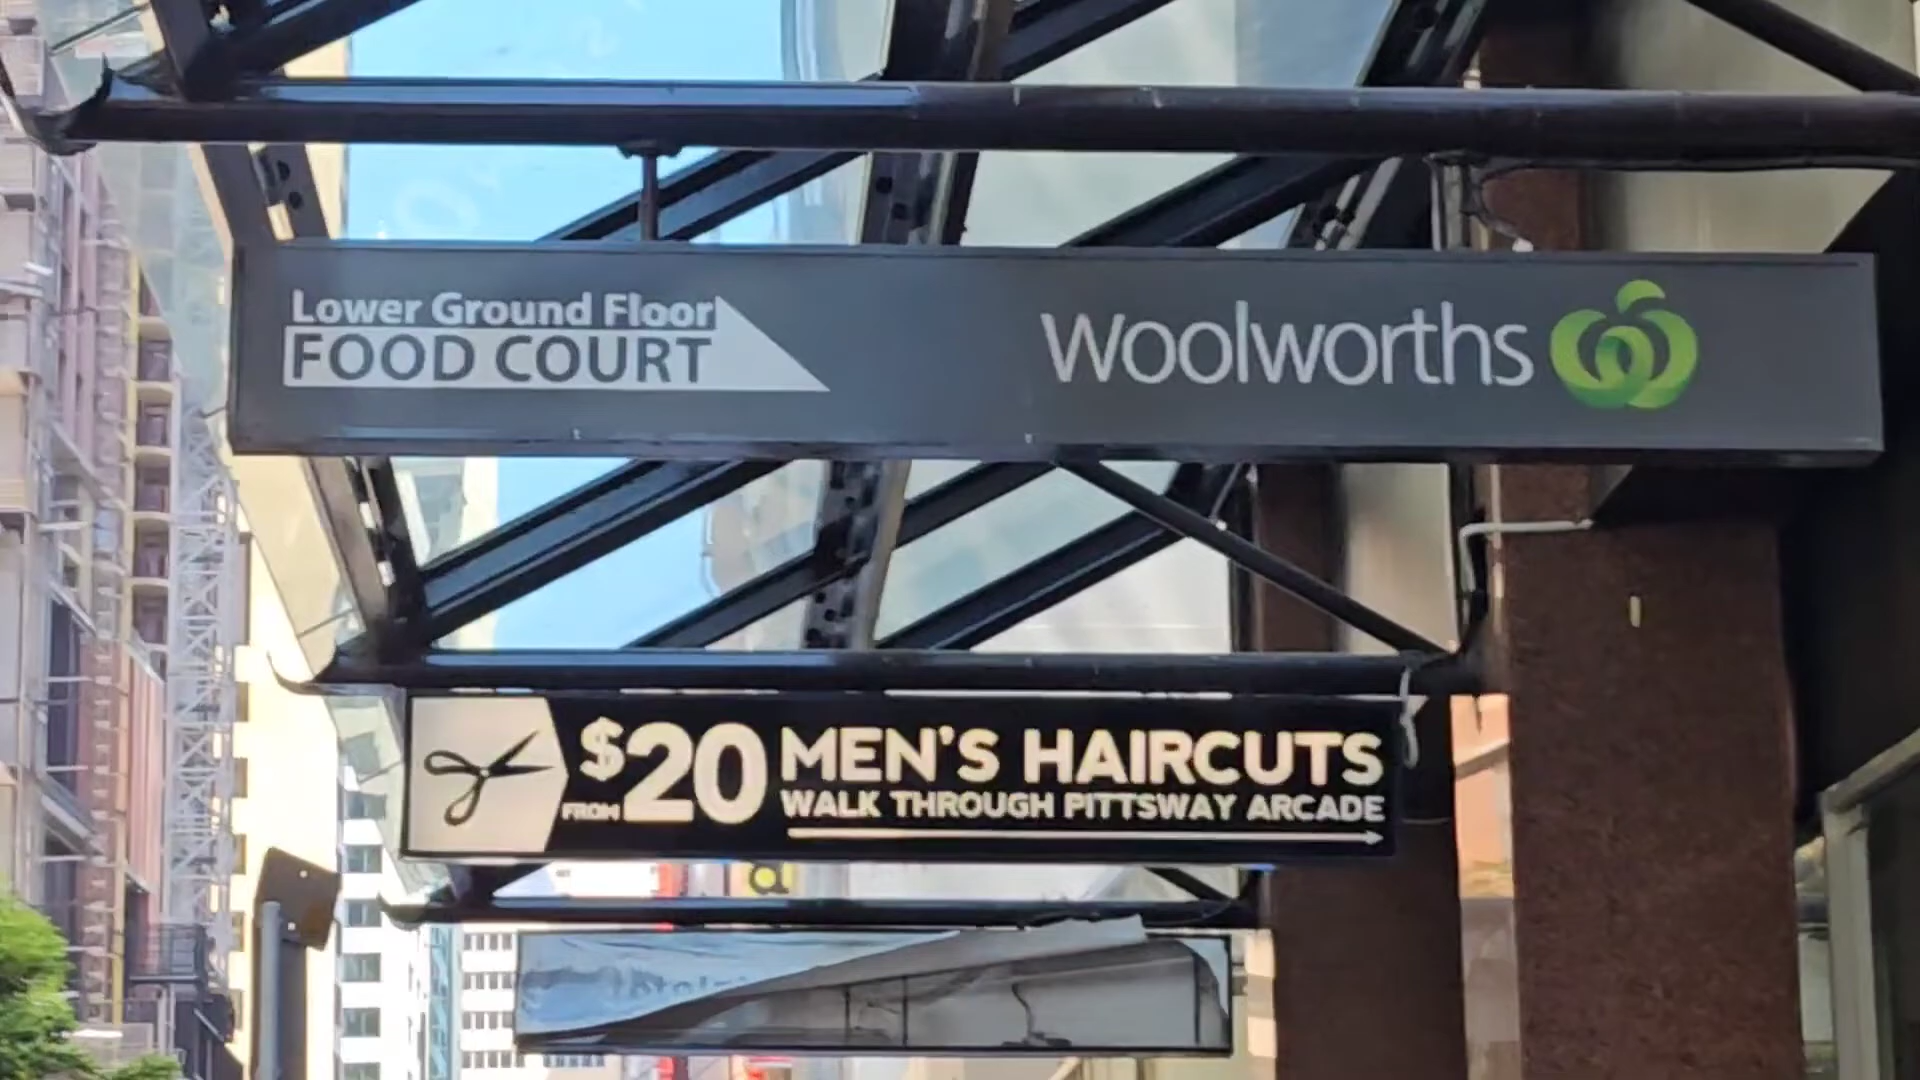 Lower Ground Floor
FOOD COURT
Woolworths
FROM $20
MEN'S HAIRCUTS
WALK THROUGH PITTSWAY ARCADE